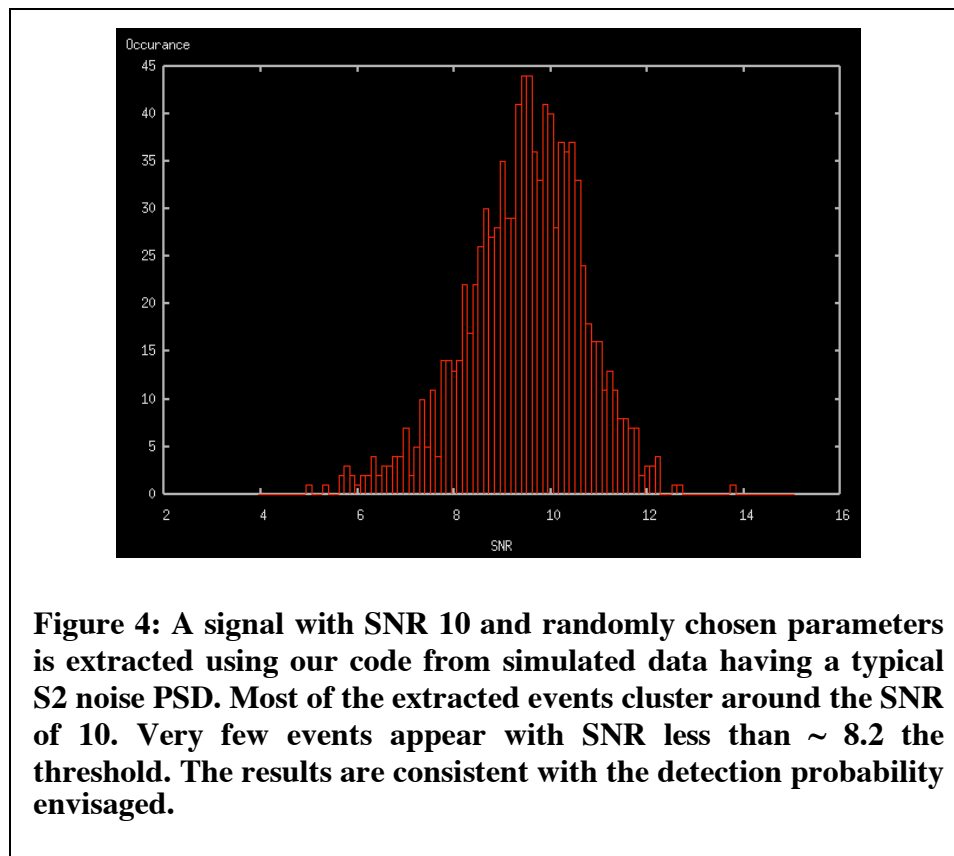 Occurance
45
40
35
30
25
20
15
10
5
0
2 4 6 8 10 12 14 16
SNR
Figure 4: A signal with SNR 10 and randomly chosen parameters
is extracted using our code from simulated data having a typical
S2 noise PSD. Most of the extracted events cluster around the SNR
of 10. Very few events appear with SNR less than ~ 8.2 the
threshold. The results are consistent with the detection probability
envisaged.